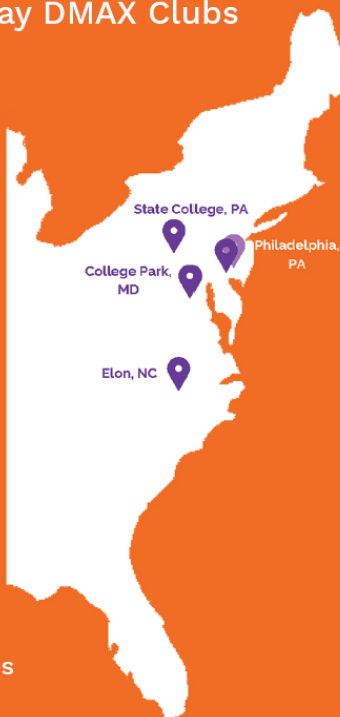 ay DMAX Clubs
State College, PA
Philadelphia,
PA
College Park,
MD
Elon, NC
s